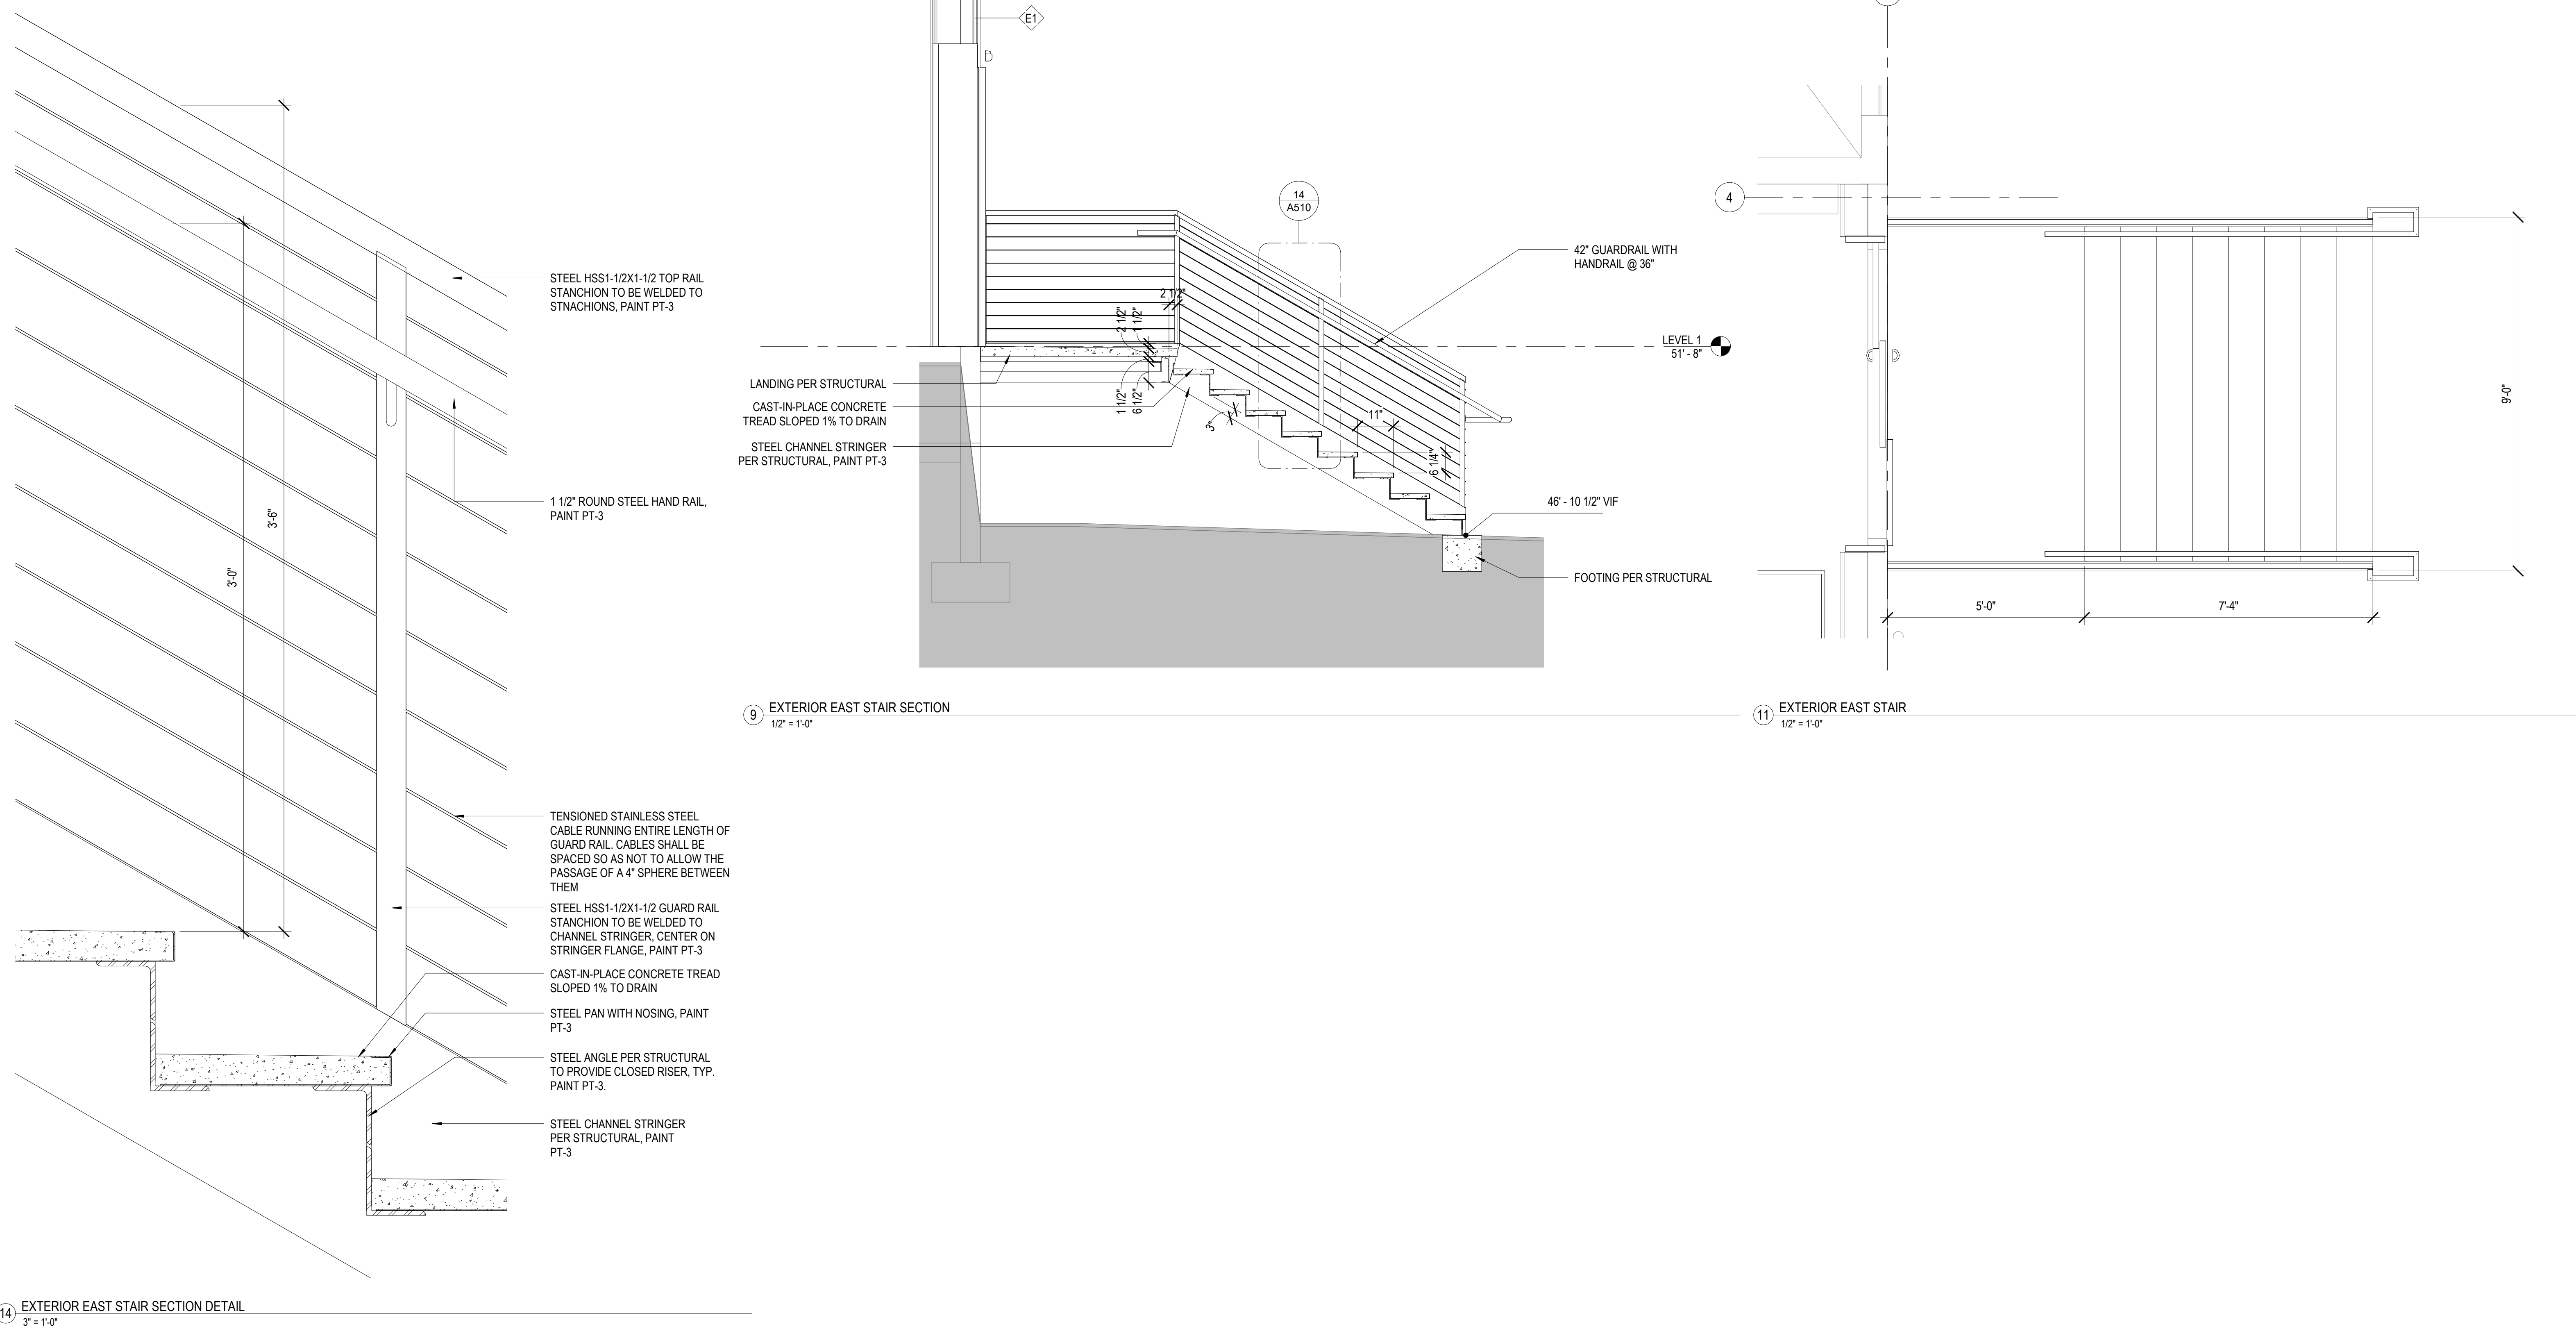 STEEL HSS1-1/2X1-1/2 TOP RAIL
STANCHION TO BE WELDED TO
STNACHIONS, PAINT PT-3
3'-6"
3'-0"
1 1/2" ROUND STEEL HAND RAIL,
PAINT PT-3
TENSIONED STAINLESS STEEL
CABLE RUNNING ENTIRE LENGTH OF
GUARD RAIL. CABLES SHALL BE
SPACED SO AS NOT TO ALLOW THE
PASSAGE OF A 4" SPHERE BETWEEN
THEM
STEEL HSS1-1/2X1-1/2 GUARD RAIL
STANCHION TO BE WELDED TO
CHANNEL STRINGER, CENTER ON
STRINGER FLANGE, PAINT PT-3
CAST-IN-PLACE CONCRETE TREAD
SLOPED 1% TO DRAIN
STEEL PAN WITH NOSING, PAINT
PT-3
STEEL ANGLE PER STRUCTURAL
TO PROVIDE CLOSED RISER, TYP.
PAINT PT-3.
STEEL CHANNEL STRINGER
PER STRUCTURAL, PAINT
PT-3
14 EXTERIOR EAST STAIR SECTION DETAIL
3" = 1'-0"
E1
14
A510
42" GUARDRAIL WITH
HANDRAIL @ 36"
2 1/2"
2 1/2"
1 1/2"
LEVEL 1
51' - 8"
LANDING PER STRUCTURAL
CAST-IN-PLACE CONCRETE
TREAD SLOPED 1% TO DRAIN
STEEL CHANNEL STRINGER
PER STRUCTURAL, PAINT PT-3
1 1/2"
6 1/2"
3"
11"
6 1/4"
46' - 10 1/2" VIF
FOOTING PER STRUCTURAL
9 EXTERIOR EAST STAIR SECTION
1/2" = 1'-0"
4
9'-0"
5'-0"
7'-4"
11 EXTERIOR EAST STAIR
1/2" = 1'-0"